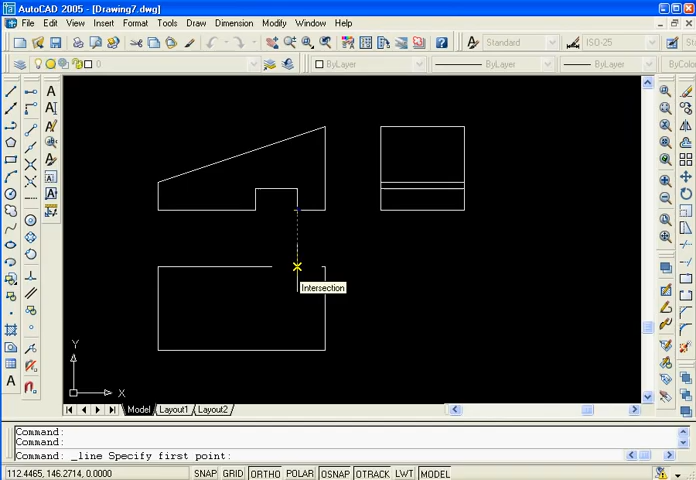 AutoCAD 2005 - [Drawing7.dwg]
File Edit View Insert Format Tools Draw Dimension Modify Window Help
Standard ISO-25
0 ByLayer ByLayer ByLayer ByColo
A
A
A
A
A
Intersection
Y
X
A
Model Layout1 Layout2
Command:
Command:
Command: _line Specify first point:
112.4465, 146.2714, 0.0000 SNAP GRID ORTHO POLAR OSNAP OTRACK LWT MODEL